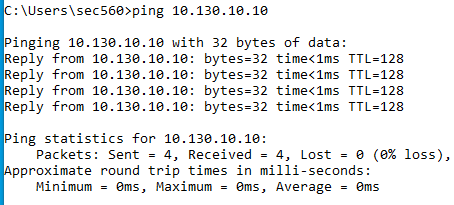 C:\Users\sec560>ping 10.130.10.10
Pinging 10.130.10.10 with 32 bytes of data:
Reply from 10.130.10.10: bytes=32 time<1ms TTL=128
Reply from 10.130.10.10: bytes=32 time<1ms TTL=128
Reply from 10.130.10.10: bytes=32 time<1ms TTL=128
Reply from 10.130.10.10: bytes=32 time<1ms TTL=128
Ping statistics for 10.130.10.10:
    Packets: Sent = 4, Received = 4, Lost = 0 (0% loss),
Approximate round trip times in milli-seconds:
    Minimum = 0ms, Maximum = 0ms, Average = 0ms